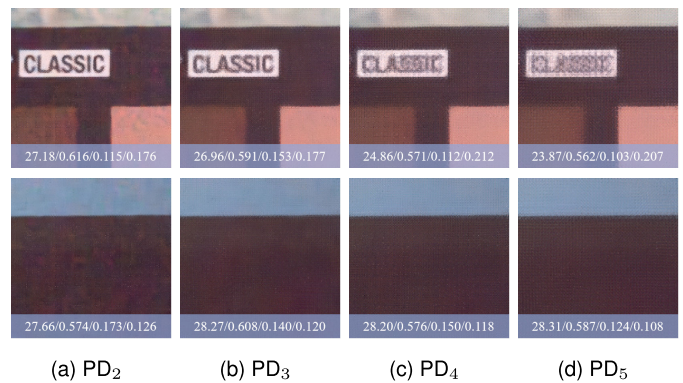 CLASSIC CLASSIC CLASSIC CLASSIC
27.18/0.616/0.115/0.176 26.96/0.591/0.153/0.177 24.86/0.571/0.112/0.212 23.87/0.562/0.103/0.207
27.66/0.574/0.173/0.126 28.27/0.608/0.140/0.120 28.20/0.576/0.150/0.118 28.31/0.587/0.124/0.108
(a) PD₂ (b) PD₃ (c) PD₄ (d) PD₅